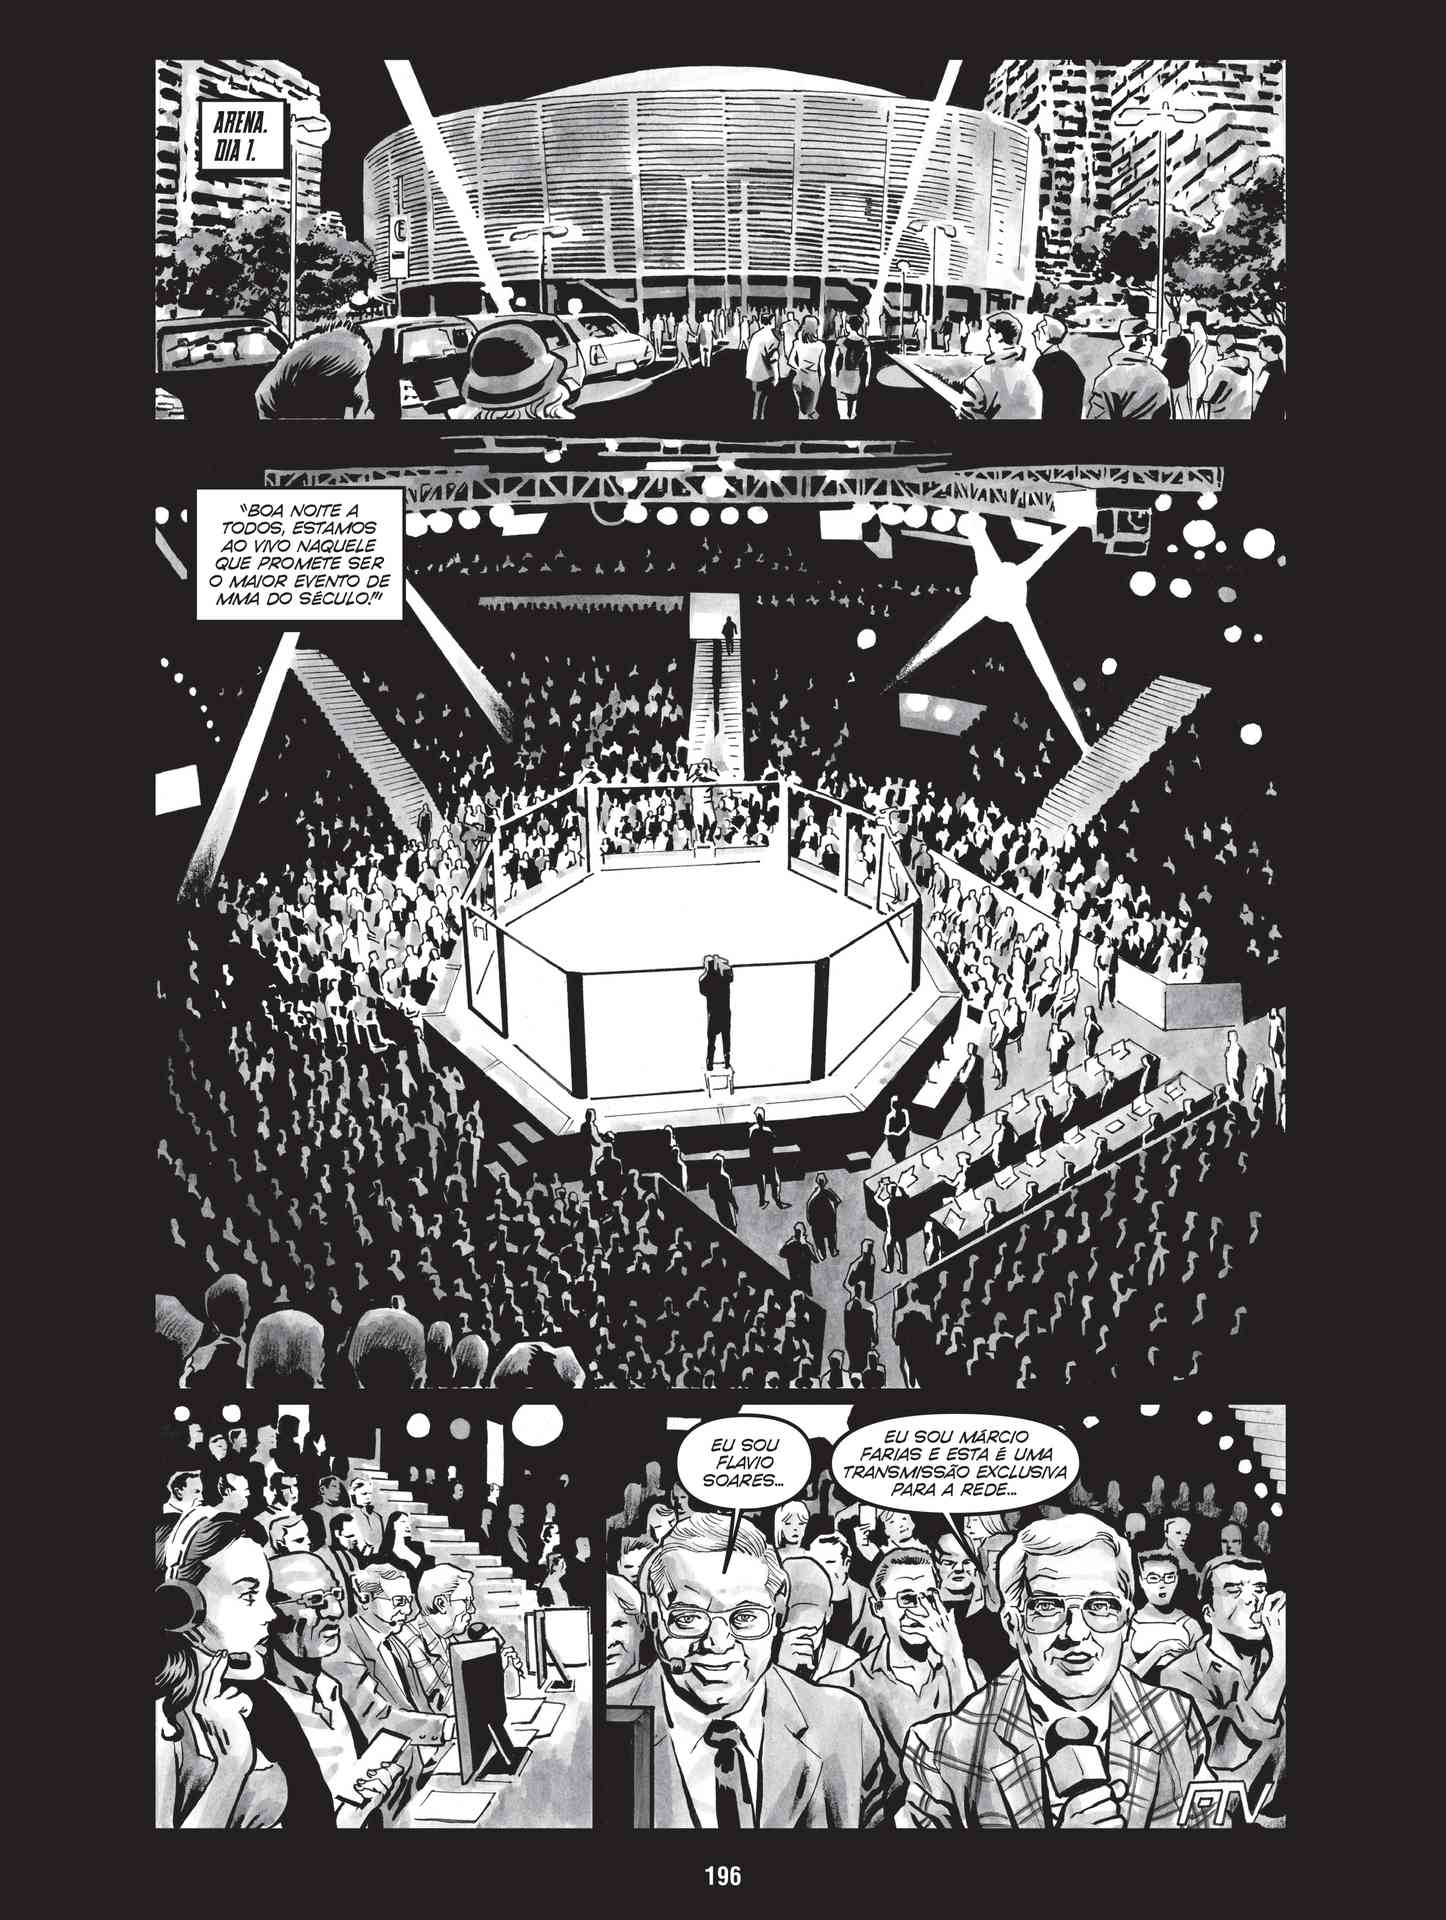 ARENA.
DIA 1.
"BOA NOITE A
TODOS, ESTAMOS
AO VIVO NAQUELE
QUE PROMETE SER
O MAIOR EVENTO DE
MMA DO SÉCULO!"
EU SOU
FLAVIO
SOARES...
EU SOU MÁRCIO
FARIAS E ESTA É UMA
TRANSMISSÃO EXCLUSIVA
PARA A REDE...
E
196